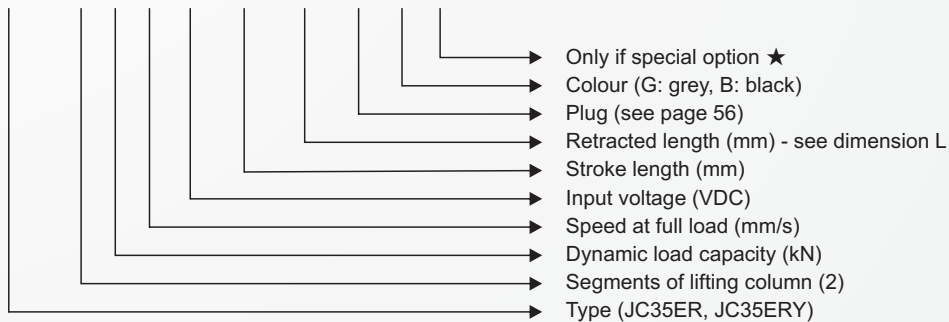 Only if special option ★
Colour (G: grey, B: black)
Plug (see page 56)
Retracted length (mm) - see dimension L
Stroke length (mm)
Input voltage (VDC)
Speed at full load (mm/s)
Dynamic load capacity (kN)
Segments of lifting column (2)
Type (JC35ER, JC35ERY)